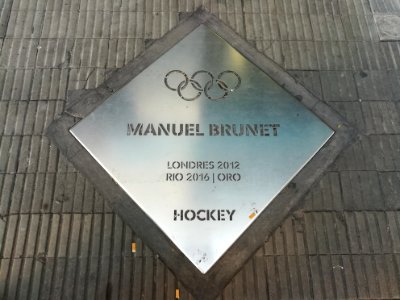 MANUEL BRUNET
LONDRES 2012
RIO 2016 | ORO
HOCKEY